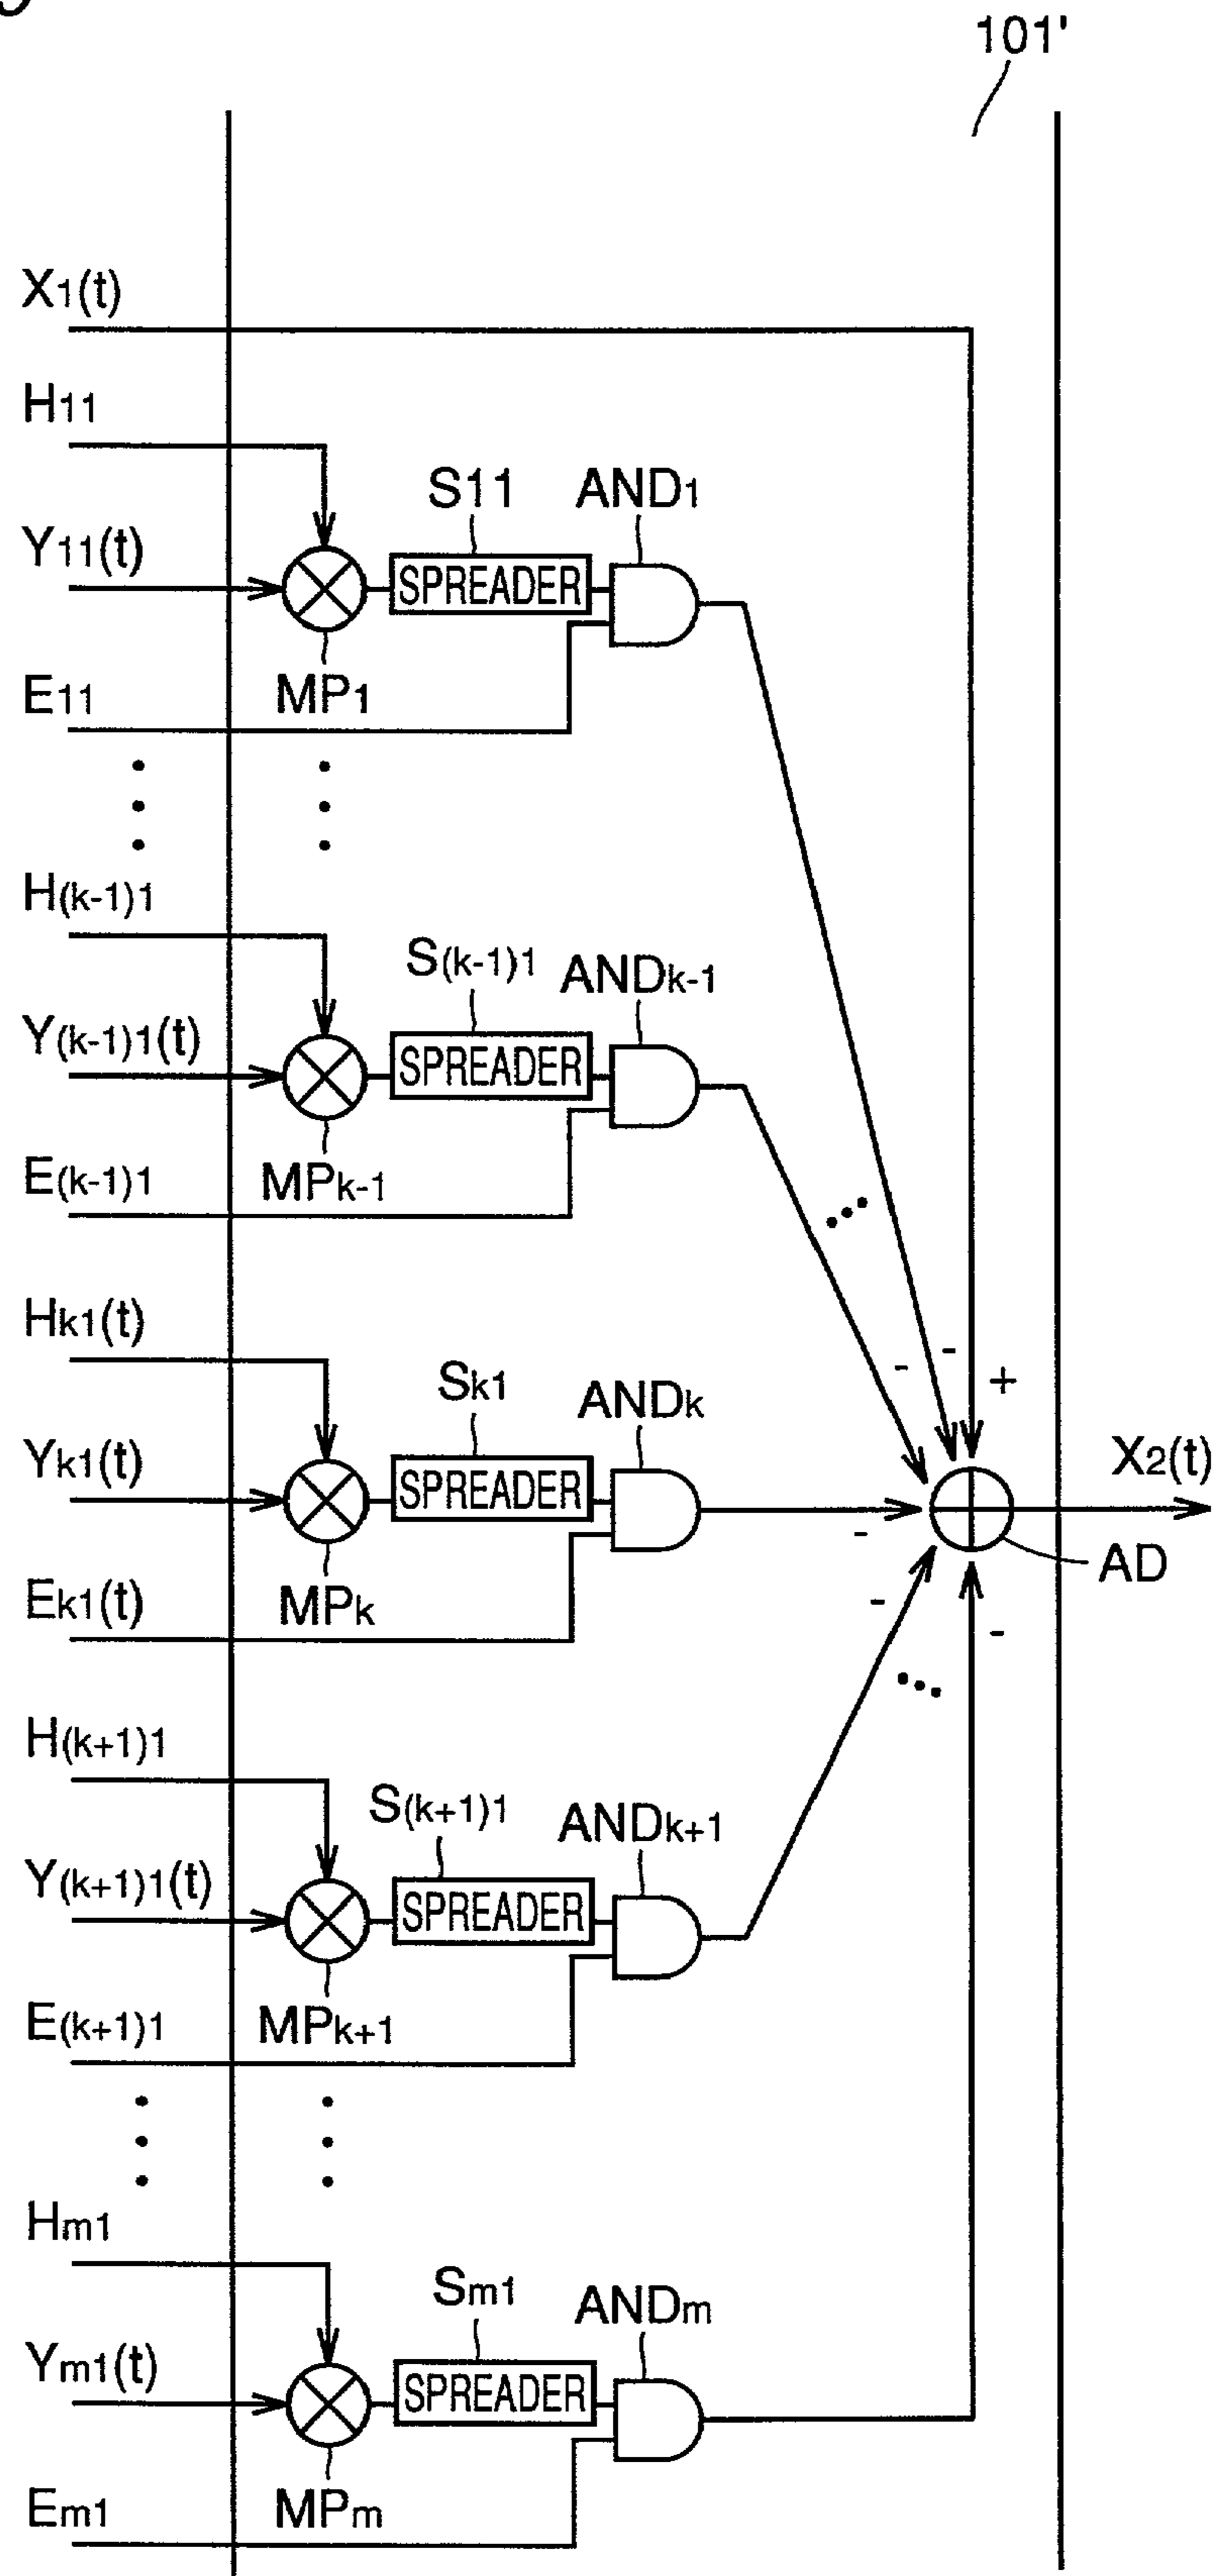 101'
X1(t)
H11
S11 AND1
Y11(t)
SPREADER
E11 MP1
H(k-1)1
S(k-1)1 ANDk-1
Y(k-1)1(t)
SPREADER
E(k-1)1 MPk-1
Hk1(t)
- - +
Sk1 ANDk
Yk1(t) X2(t)
SPREADER
-
AD
Ek1(t) MPk
-
-
H(k+1)1
S(k+1)1 ANDk+1
Y(k+1)1(t)
SPREADER
E(k+1)1 MPk+1
Hm1
Sm1 ANDm
Ym1(t)
SPREADER
Em1 MPm